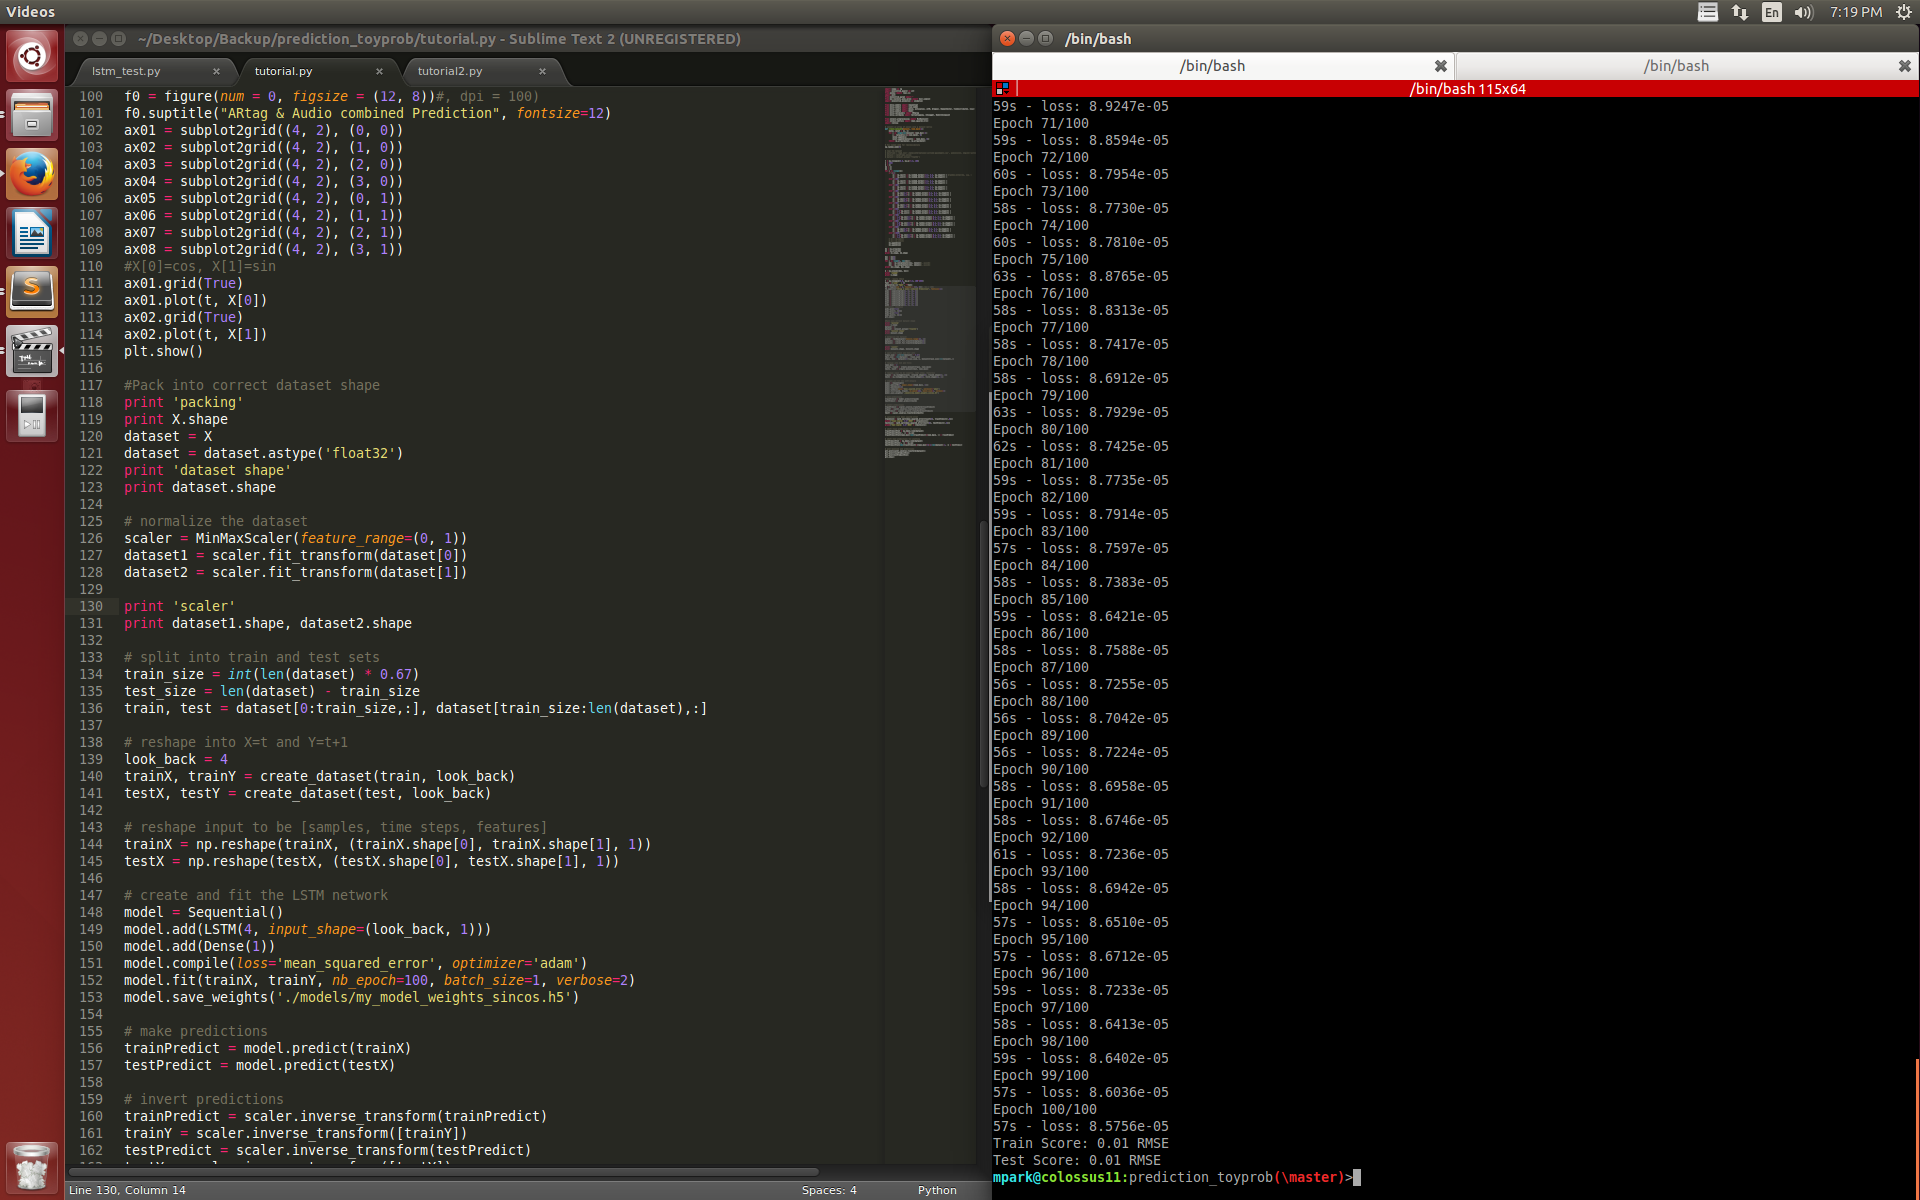 Videos
En
7:19 PM
~/Desktop/Backup/prediction_toyprob/tutorial.py - Sublime Text 2 (UNREGISTERED)
lstm_test.py
tutorial.py
tutorial2.py
100 f0 = figure(num = 0, figsize = (12, 8))#, dpi = 100)
101 f0.suptitle("ARtag & Audio combined Prediction", fontsize=12)
102 ax01 = subplot2grid((4, 2), (0, 0))
103 ax02 = subplot2grid((4, 2), (1, 0))
104 ax03 = subplot2grid((4, 2), (2, 0))
105 ax04 = subplot2grid((4, 2), (3, 0))
106 ax05 = subplot2grid((4, 2), (0, 1))
107 ax06 = subplot2grid((4, 2), (1, 1))
108 ax07 = subplot2grid((4, 2), (2, 1))
109 ax08 = subplot2grid((4, 2), (3, 1))
110 #X[0]=cos, X[1]=sin
111 ax01.grid(True)
112 ax01.plot(t, X[0])
113 ax02.grid(True)
114 ax02.plot(t, X[1])
115 plt.show()
116
117 #Pack into correct dataset shape
118 print 'packing'
119 print X.shape
120 dataset = X
121 dataset = dataset.astype('float32')
122 print 'dataset shape'
123 print dataset.shape
124
125 # normalize the dataset
126 scaler = MinMaxScaler(feature_range=(0, 1))
127 dataset1 = scaler.fit_transform(dataset[0])
128 dataset2 = scaler.fit_transform(dataset[1])
129
130 print 'scaler'
131 print dataset1.shape, dataset2.shape
132
133 # split into train and test sets
134 train_size = int(len(dataset) * 0.67)
135 test_size = len(dataset) - train_size
136 train, test = dataset[0:train_size,:], dataset[train_size:len(dataset),:]
137
138 # reshape into X=t and Y=t+1
139 look_back = 4
140 trainX, trainY = create_dataset(train, look_back)
141 testX, testY = create_dataset(test, look_back)
142
143 # reshape input to be [samples, time steps, features]
144 trainX = np.reshape(trainX, (trainX.shape[0], trainX.shape[1], 1))
145 testX = np.reshape(testX, (testX.shape[0], testX.shape[1], 1))
146
147 # create and fit the LSTM network
148 model = Sequential()
149 model.add(LSTM(4, input_shape=(look_back, 1)))
150 model.add(Dense(1))
151 model.compile(loss='mean_squared_error', optimizer='adam')
152 model.fit(trainX, trainY, nb_epoch=100, batch_size=1, verbose=2)
153 model.save_weights('./models/my_model_weights_sincos.h5')
154
155 # make predictions
156 trainPredict = model.predict(trainX)
157 testPredict = model.predict(testX)
158
159 # invert predictions
160 trainPredict = scaler.inverse_transform(trainPredict)
161 trainY = scaler.inverse_transform([trainY])
162 testPredict = scaler.inverse_transform(testPredict)
Line 130, Column 14
Spaces: 4
Python
/bin/bash
/bin/bash
/bin/bash
/bin/bash 115x64
59s - loss: 8.9247e-05
Epoch 71/100
59s - loss: 8.8594e-05
Epoch 72/100
60s - loss: 8.7954e-05
Epoch 73/100
58s - loss: 8.7730e-05
Epoch 74/100
60s - loss: 8.7810e-05
Epoch 75/100
63s - loss: 8.8765e-05
Epoch 76/100
58s - loss: 8.8313e-05
Epoch 77/100
58s - loss: 8.7417e-05
Epoch 78/100
58s - loss: 8.6912e-05
Epoch 79/100
63s - loss: 8.7929e-05
Epoch 80/100
62s - loss: 8.7425e-05
Epoch 81/100
59s - loss: 8.7735e-05
Epoch 82/100
59s - loss: 8.7914e-05
Epoch 83/100
57s - loss: 8.7597e-05
Epoch 84/100
58s - loss: 8.7383e-05
Epoch 85/100
59s - loss: 8.6421e-05
Epoch 86/100
58s - loss: 8.7588e-05
Epoch 87/100
56s - loss: 8.7255e-05
Epoch 88/100
56s - loss: 8.7042e-05
Epoch 89/100
56s - loss: 8.7224e-05
Epoch 90/100
58s - loss: 8.6958e-05
Epoch 91/100
58s - loss: 8.6746e-05
Epoch 92/100
61s - loss: 8.7236e-05
Epoch 93/100
58s - loss: 8.6942e-05
Epoch 94/100
57s - loss: 8.6510e-05
Epoch 95/100
57s - loss: 8.6712e-05
Epoch 96/100
59s - loss: 8.7233e-05
Epoch 97/100
58s - loss: 8.6413e-05
Epoch 98/100
59s - loss: 8.6402e-05
Epoch 99/100
57s - loss: 8.6036e-05
Epoch 100/100
57s - loss: 8.5756e-05
Train Score: 0.01 RMSE
Test Score: 0.01 RMSE
mpark@colossus11:prediction_toyprob(\master)>